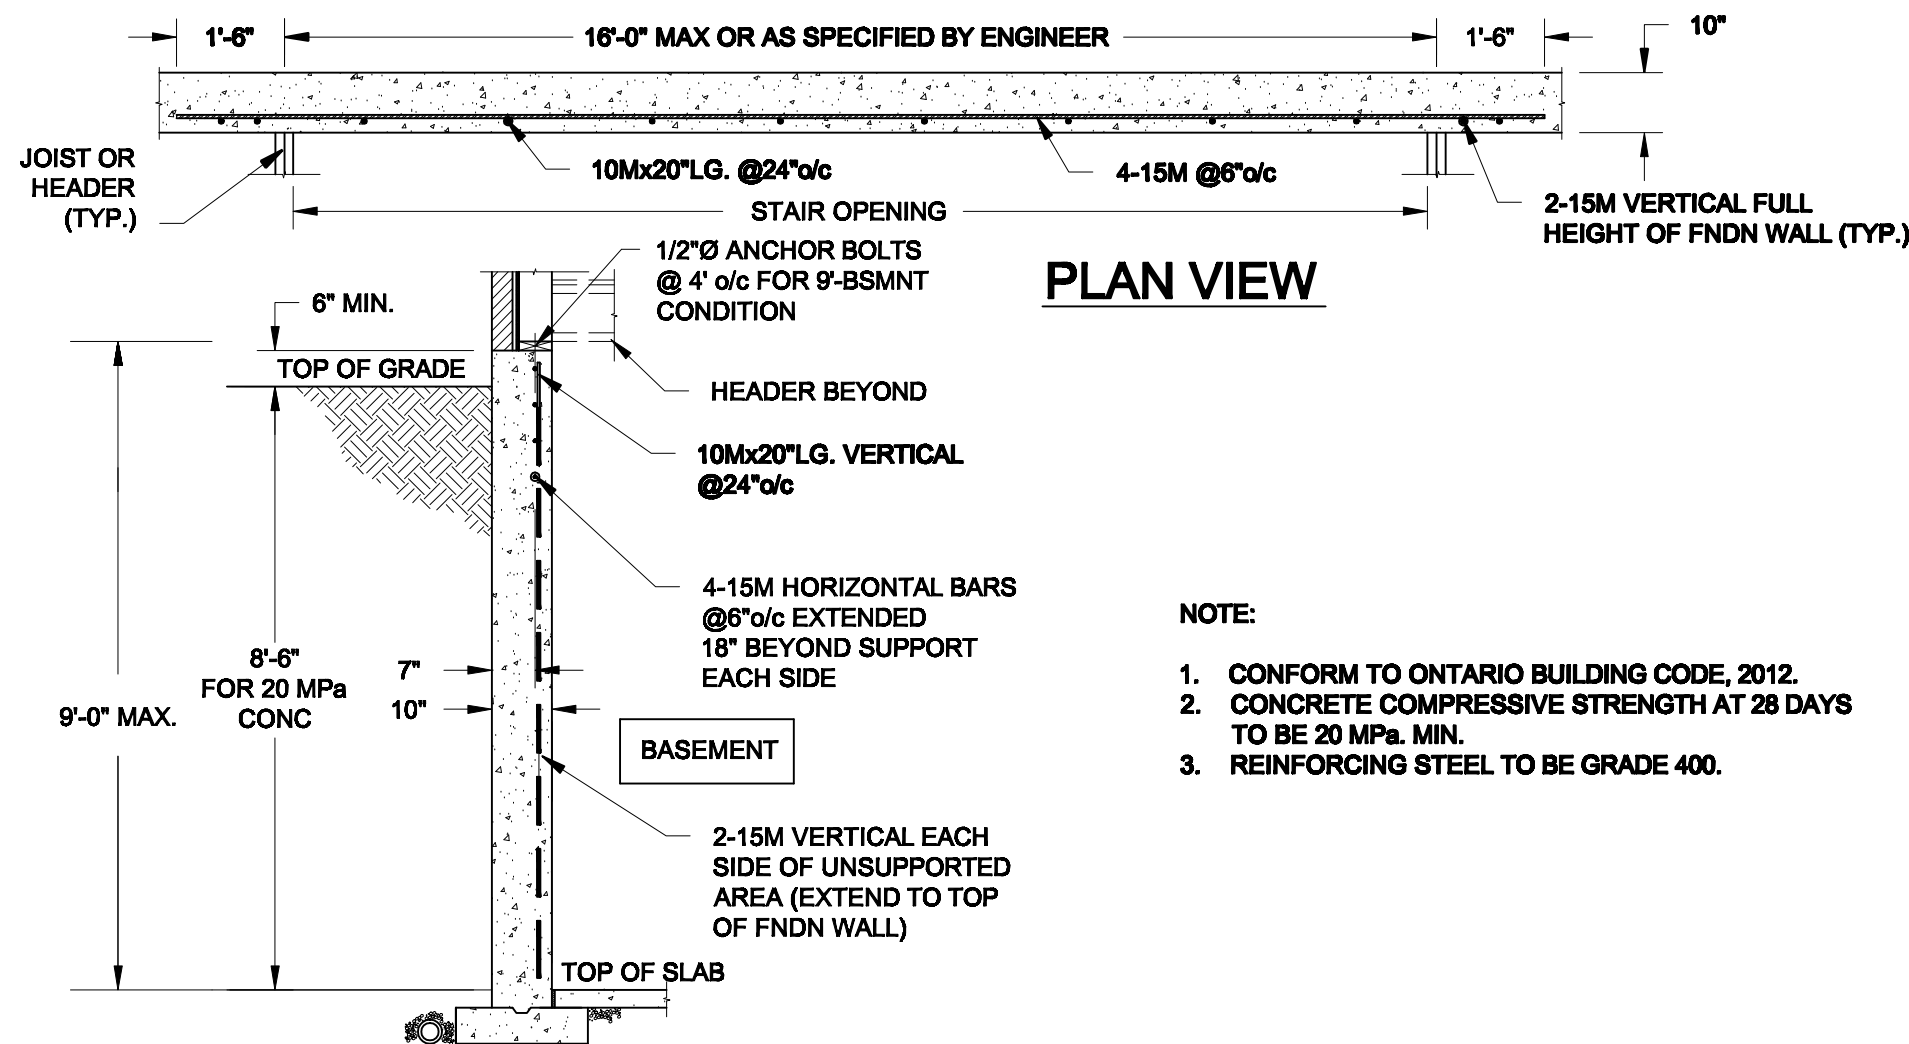 1'-6"
16'-0" MAX OR AS SPECIFIED BY ENGINEER
1'-6"
10"
JOIST OR
HEADER
(TYP.)
10Mx20"LG. @24"o/c
4-15M @6"o/c
2-15M VERTICAL FULL
HEIGHT OF FNDN WALL (TYP.)
STAIR OPENING
PLAN VIEW
1/2"Ø ANCHOR BOLTS
@ 4' o/c FOR 9'-BSMNT
CONDITION
6" MIN.
TOP OF GRADE
HEADER BEYOND
10Mx20"LG. VERTICAL
@24"o/c
4-15M HORIZONTAL BARS
@6"o/c EXTENDED
18" BEYOND SUPPORT
EACH SIDE
8'-6"
FOR 20 MPa
CONC
9'-0" MAX.
7"
10"
BASEMENT
2-15M VERTICAL EACH
SIDE OF UNSUPPORTED
AREA (EXTEND TO TOP
OF FNDN WALL)
TOP OF SLAB
NOTE:
1. CONFORM TO ONTARIO BUILDING CODE, 2012.
2. CONCRETE COMPRESSIVE STRENGTH AT 28 DAYS
TO BE 20 MPa. MIN.
3. REINFORCING STEEL TO BE GRADE 400.